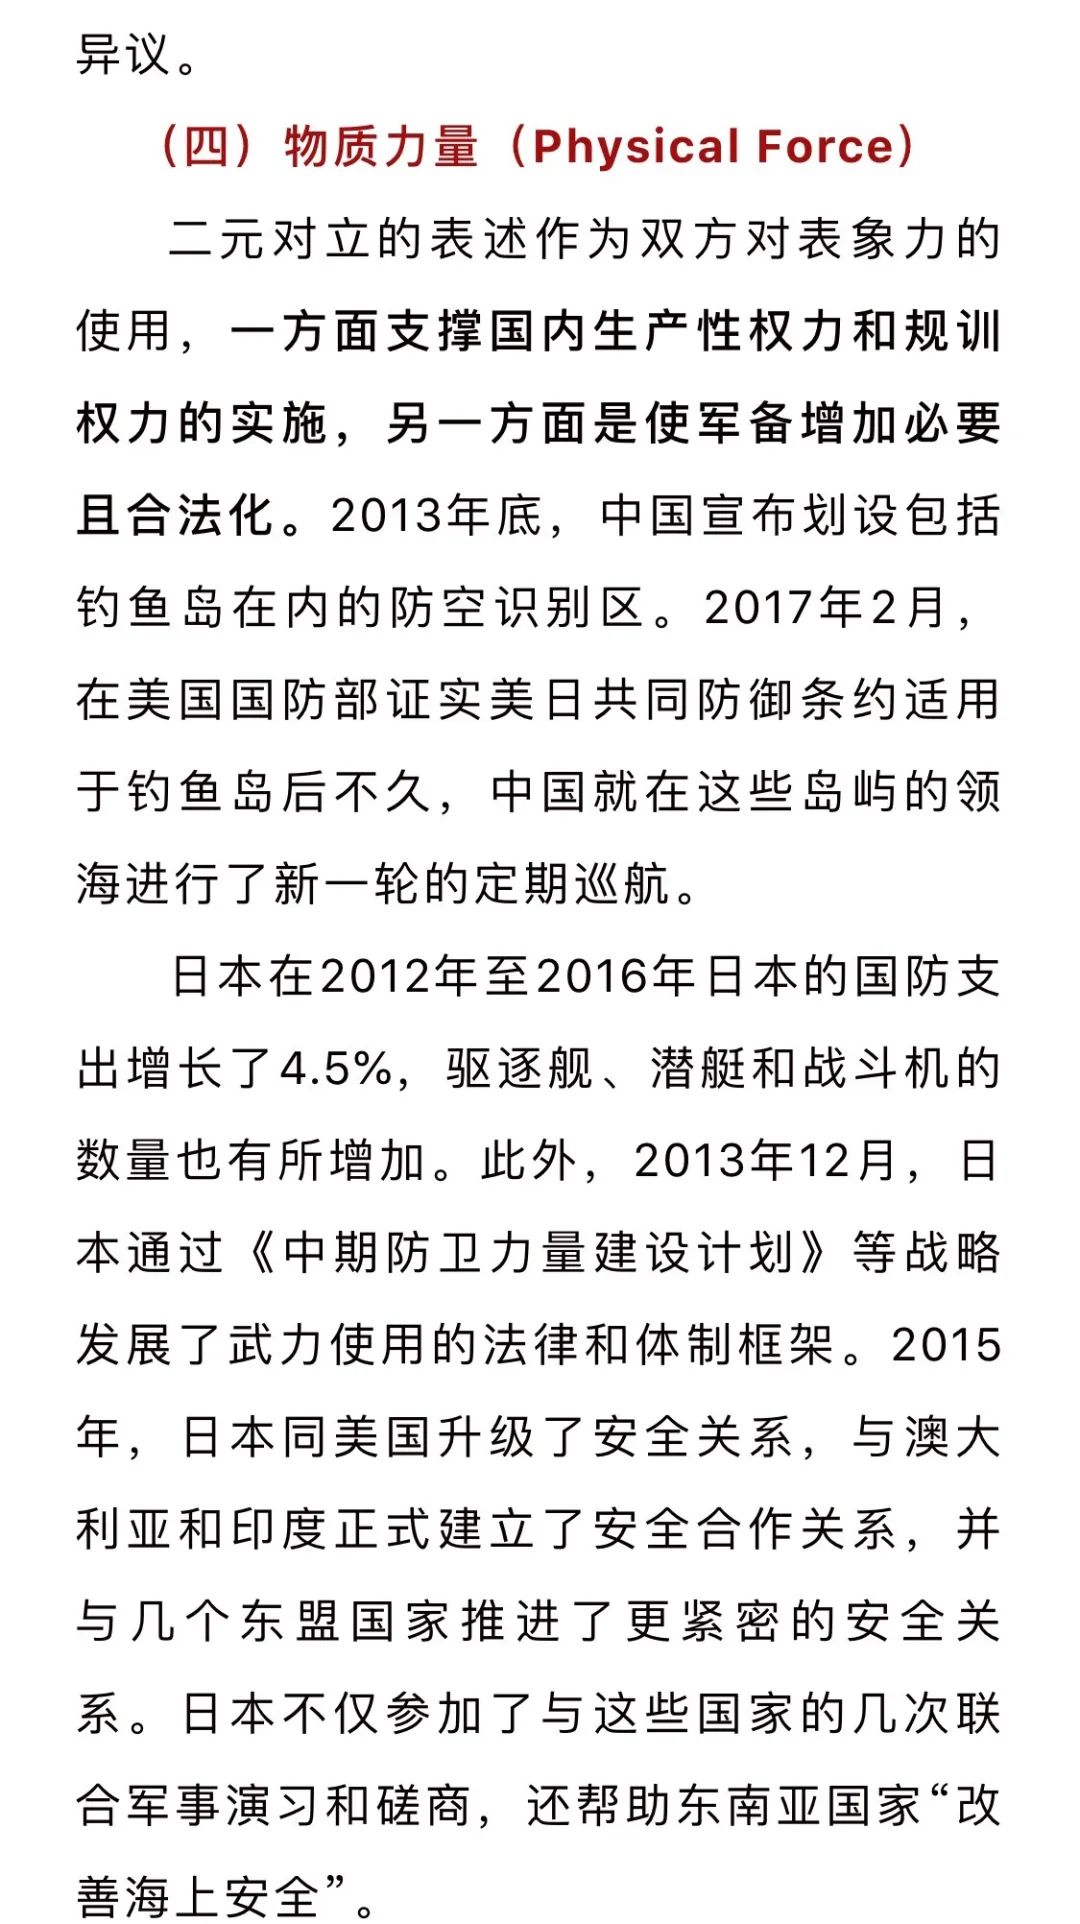 异议。
（四）物质力量（Physical Force）
二元对立的表述作为双方对表象力的
使用，一方面支撑国内生产性权力和规训
权力的实施，另一方面是使军备增加必要
且合法化。2013年底，中国宣布划设包括
钓鱼岛在内的防空识别区。2017年2月，
在美国国防部证实美日共同防御条约适用
于钓鱼岛后不久，中国就在这些岛屿的领
海进行了新一轮的定期巡航。
日本在2012年至2016年日本的国防支
出增长了4.5%，驱逐舰、潜艇和战斗机的
数量也有所增加。此外，2013年12月，日
本通过《中期防卫力量建设计划》等战略
发展了武力使用的法律和体制框架。2015
年，日本同美国升级了安全关系，与澳大
利亚和印度正式建立了安全合作关系，并
与几个东盟国家推进了更紧密的安全关
系。日本不仅参加了与这些国家的几次联
合军事演习和磋商，还帮助东南亚国家“改
善海上安全”。